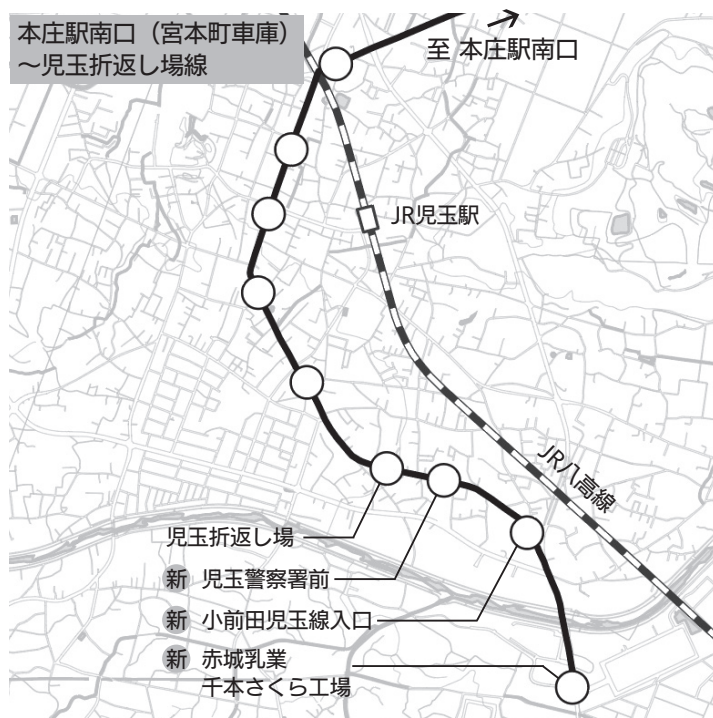 本庄駅南口（宮本町車庫）
～児玉折返し場線
至 本庄駅南口
JR児玉駅
JR八高線
児玉折返し場
新 児玉警察署前
新 小前田児玉線入口
新 赤城乳業
千本さくら工場